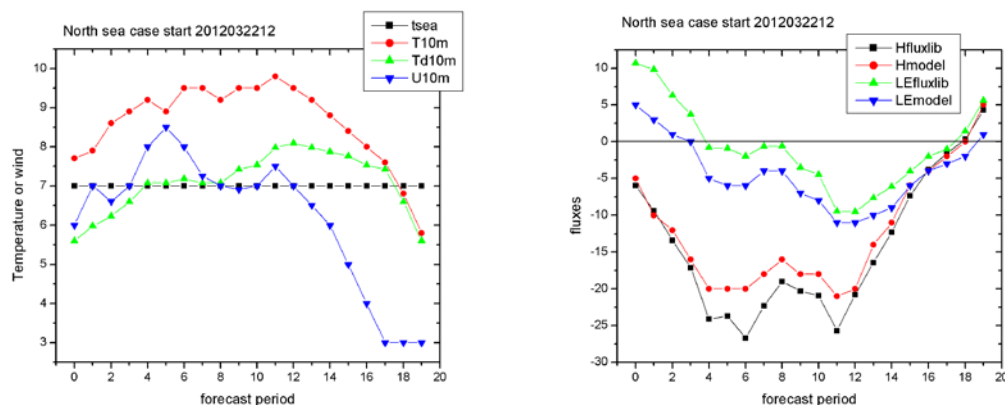 North sea case start 2012032212
tsea
T10m
Td10m
U10m
Temperature or wind
10
9
8
7
6
5
4
3
0 2 4 6 8 10 12 14 16 18 20
forecast period
North sea case start 2012032212
Hfluxlib
Hmodel
LEfluxlib
LEmodel
fluxes
10
5
0
-5
-10
-15
-20
-25
-30
0 2 4 6 8 10 12 14 16 18 20
forecast period